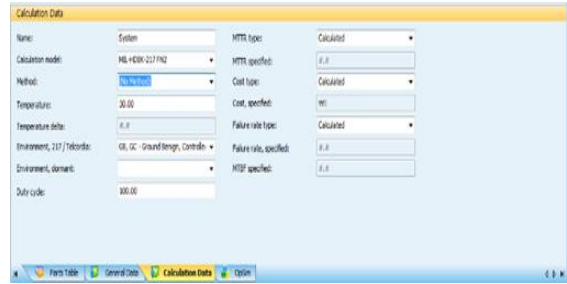 Calculation Data
Name: System MTTR type: Calculated
Calculation model: MIL-HDBK-217 FN2 MTTR specified: #.#
Method: (No Method) Cost type: Calculated
Temperature: 30.00 Cost, specified:
Temperature delta: #.# Failure rate type: Calculated
Environment, 217 / Telcordia: GB, GC - Ground Benign, Controlled Failure rate, specified: #.#
Environment, dormant: MTBF specified: #.#
Duty cycle: 100.00
Parts Table General Data Calculation Data OpSim